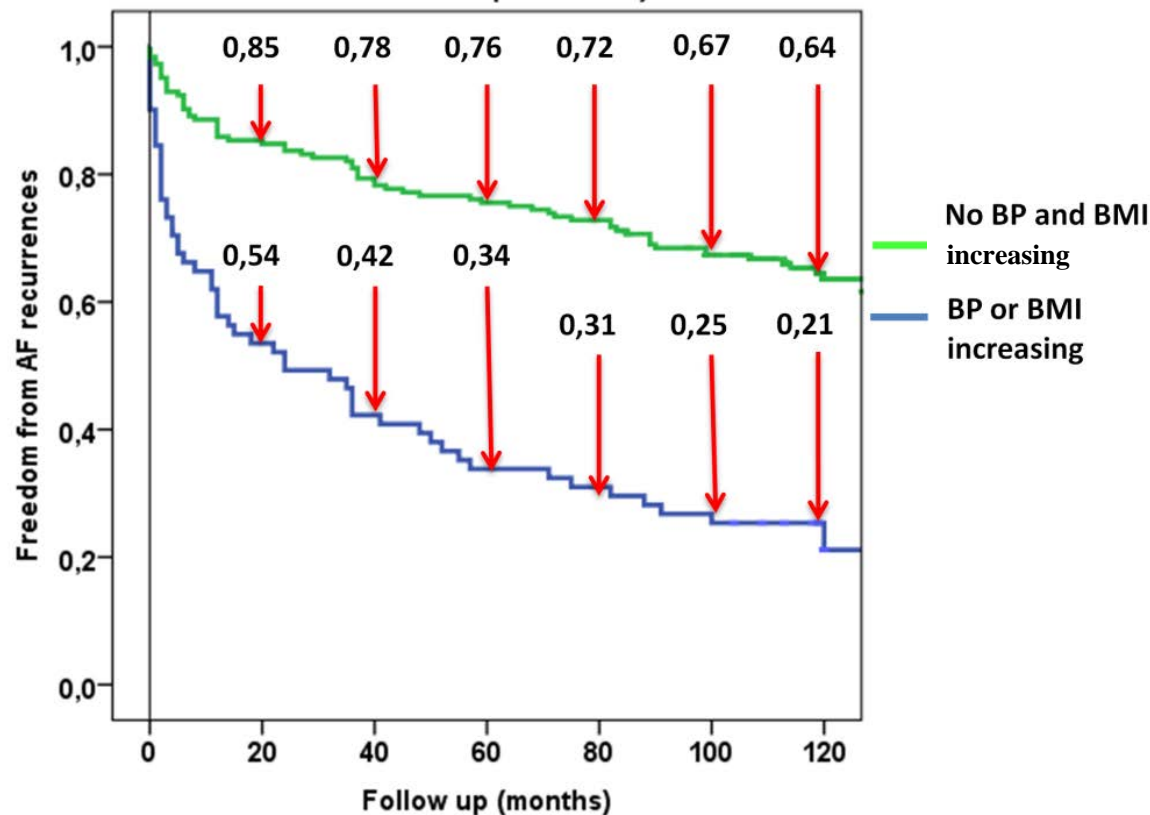 1,0
0,8
0,6
0,4
0,2
0,0
Freedom from AF recurrences
0,85 0,78 0,76 0,72 0,67 0,64
0,54 0,42 0,34
0,31 0,25 0,21
No BP and BMI
increasing
BP or BMI
increasing
0 20 40 60 80 100 120
Follow up (months)